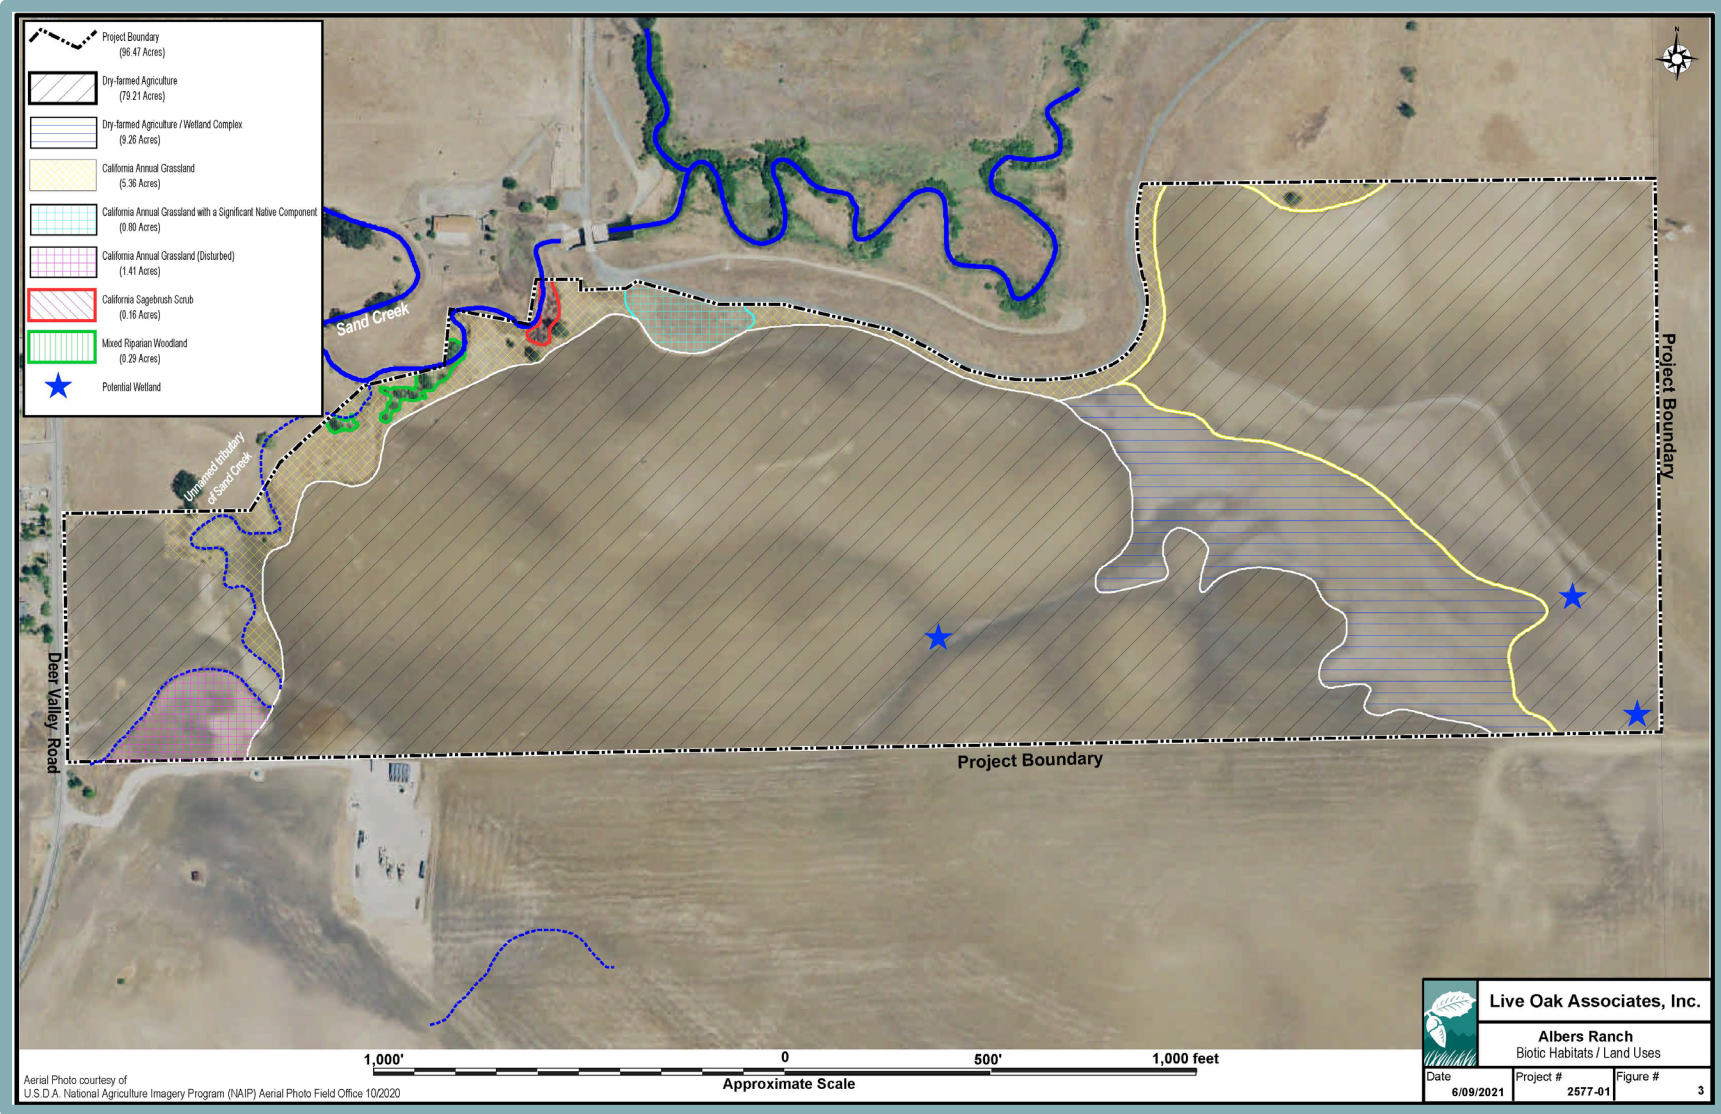 Project Boundary
(96.47 Acres)
Dry-farmed Agriculture
(79.21 Acres)
Dry-farmed Agriculture / Wetland Complex
(9.26 Acres)
California Annual Grassland
(5.36 Acres)
California Annual Grassland with a Significant Native Component
(0.80 Acres)
California Annual Grassland (Disturbed)
(1.41 Acres)
California Sagebrush Scrub
(0.16 Acres)
Mixed Riparian Woodland
(0.29 Acres)
Potential Wetland
N
Sand Creek
Unnamed tributary
of Sand Creek
Project Boundary
Deer Valley Road
Project Boundary
1,000'
0
500'
1,000 feet
Approximate Scale
Aerial Photo courtesy of
U.S.D.A. National Agriculture Imagery Program (NAIP) Aerial Photo Field Office 10/2020
Live Oak Associates, Inc.
Albers Ranch
Biotic Habitats / Land Uses
Date
6/09/2021
Project #
2577-01
Figure #
3